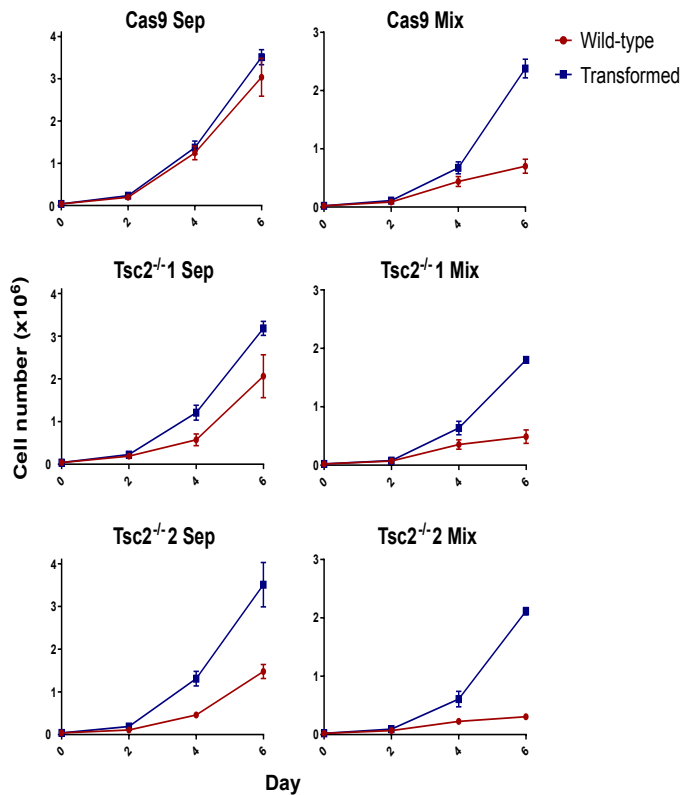 Cas9 Sep
4
3
2
1
0
0 2 4 6
Cas9 Mix
3
2
1
0
0 2 4 6
Wild-type
Transformed
Cell number (x10⁶)
Tsc2⁻/⁻1 Sep
4
3
2
1
0
0 2 4 6
Tsc2⁻/⁻1 Mix
3
2
1
0
0 2 4 6
Tsc2⁻/⁻2 Sep
4
3
2
1
0
0 2 4 6
Tsc2⁻/⁻2 Mix
3
2
1
0
0 2 4 6
Day